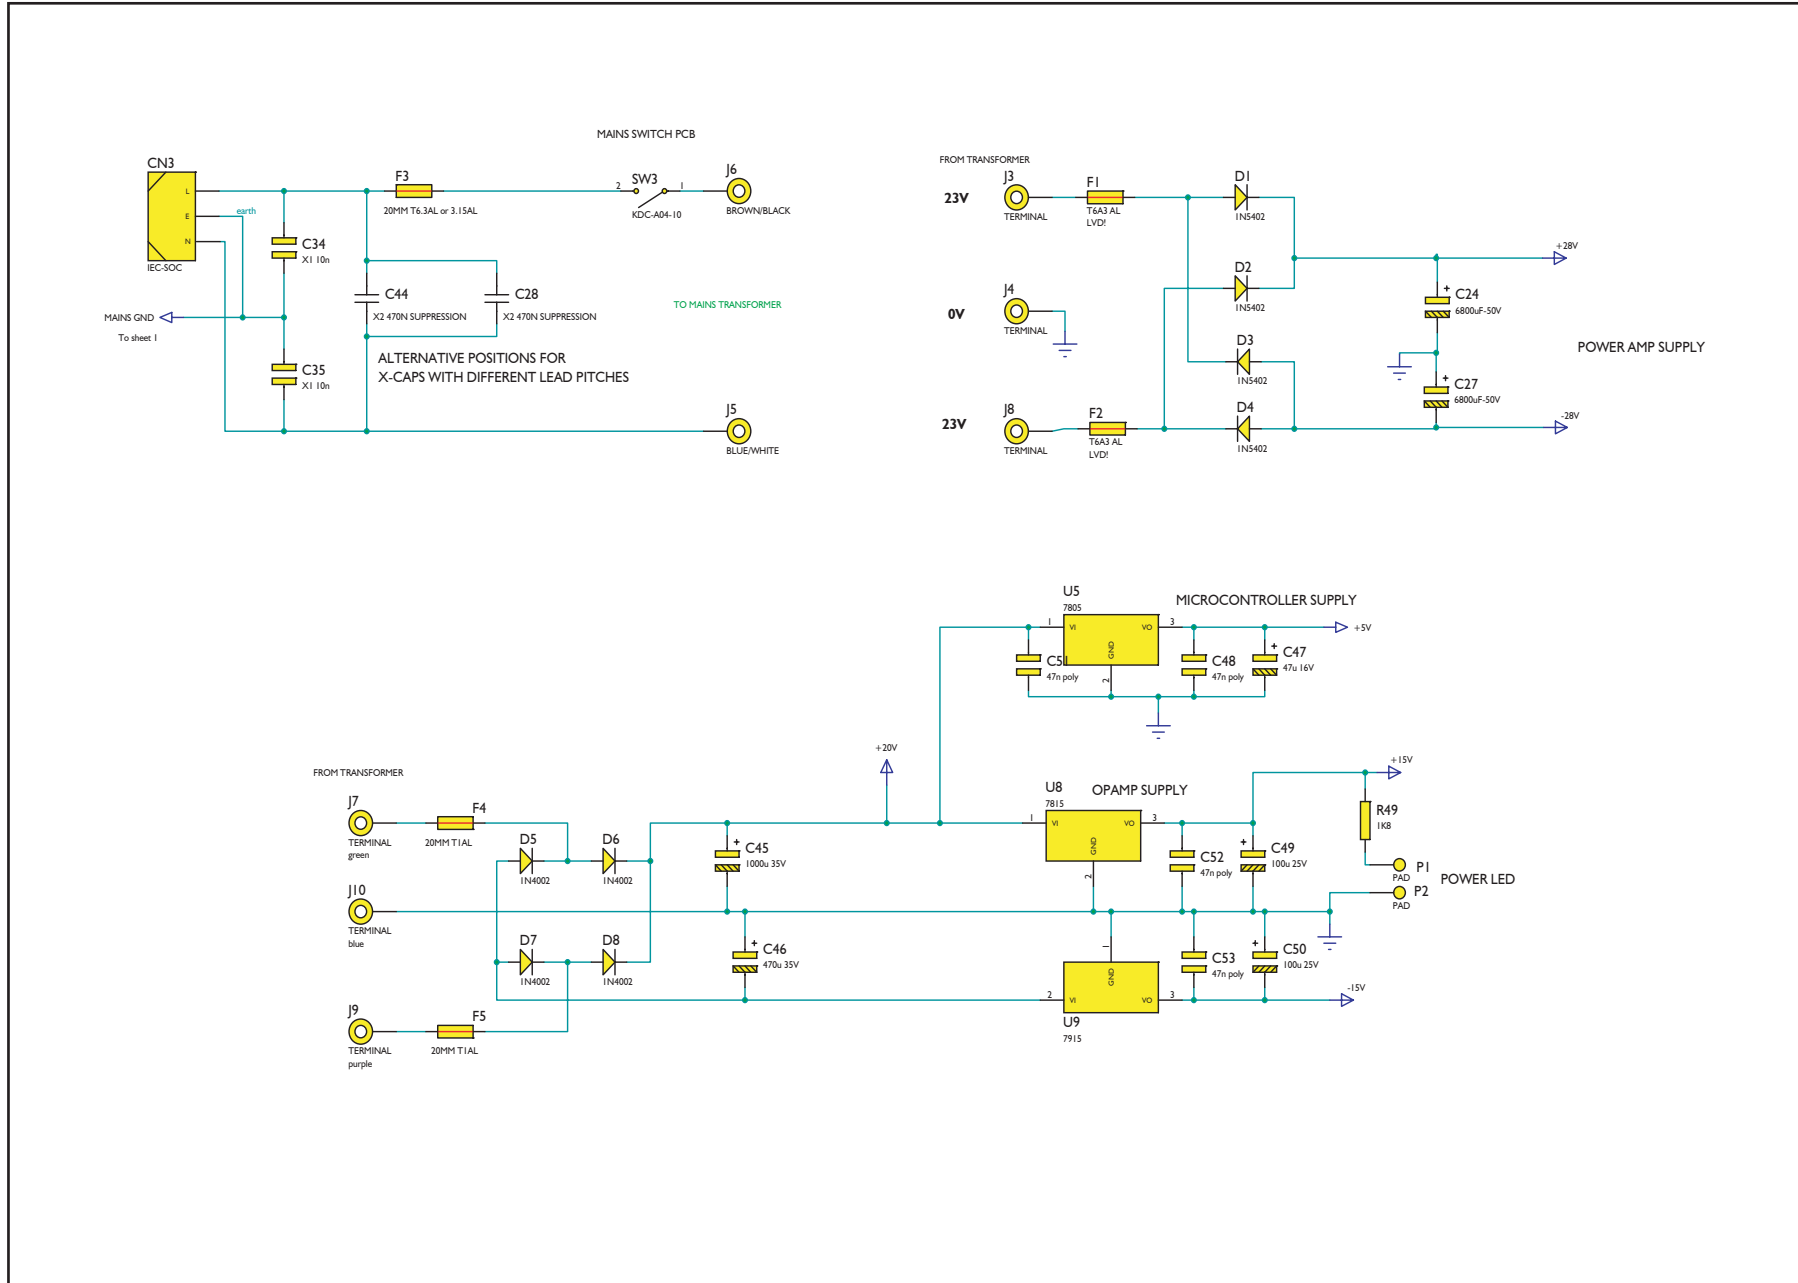 MAINS SWITCH PCB
CN3
L
E
N
IEC-SOC
earth
F3
20MM T6.3AL or 3.15AL
2
SW3
1
KDC-A04-10
J6
BROWN/BLACK
C34
X1 10n
C44
X2 470N SUPPRESSION
C28
X2 470N SUPPRESSION
TO MAINS TRANSFORMER
MAINS GND
To sheet 1
C35
X1 10n
ALTERNATIVE POSITIONS FOR
X-CAPS WITH DIFFERENT LEAD PITCHES
J5
BLUE/WHITE
FROM TRANSFORMER
23V
J3
TERMINAL
F1
T6A3 AL
LVD!
D1
1N5402
D2
1N5402
+28V
0V
J4
TERMINAL
C24
+
6800uF-50V
D3
1N5402
POWER AMP SUPPLY
C27
+
6800uF-50V
23V
J8
TERMINAL
F2
T6A3 AL
LVD!
D4
1N5402
-28V
U5
7805
MICROCONTROLLER SUPPLY
1
VI
VO
3
GND
2
+5V
C51
47n poly
C48
47n poly
+
C47
47u 16V
+20V
FROM TRANSFORMER
J7
TERMINAL
green
F4
20MM T1AL
D5
1N4002
D6
1N4002
+
C45
1000u 35V
U8
7815
OPAMP SUPPLY
1
VI
VO
3
GND
2
+15V
R49
1K8
C52
47n poly
+
C49
100u 25V
P1
PAD
P2
PAD
POWER LED
J10
TERMINAL
blue
D7
1N4002
D8
1N4002
+
C46
470u 35V
1
GND
2
VI
VO
3
U9
7915
C53
47n poly
+
C50
100u 25V
-15V
J9
TERMINAL
purple
F5
20MM T1AL